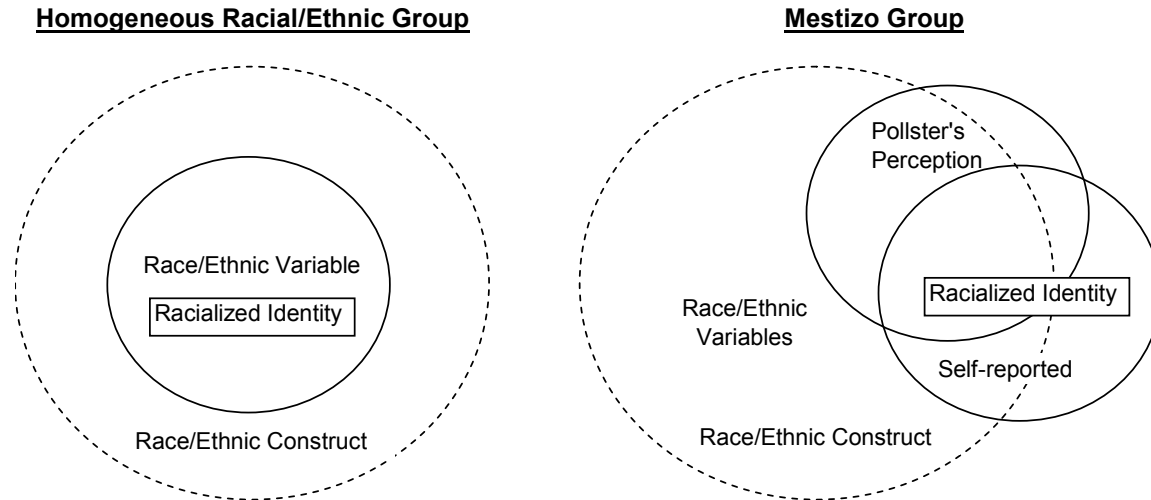 Homogeneous Racial/Ethnic Group
Race/Ethnic Variable
Racialized Identity
Race/Ethnic Construct
Mestizo Group
Pollster's
Perception
Racialized Identity
Race/Ethnic
Variables
Self-reported
Race/Ethnic Construct